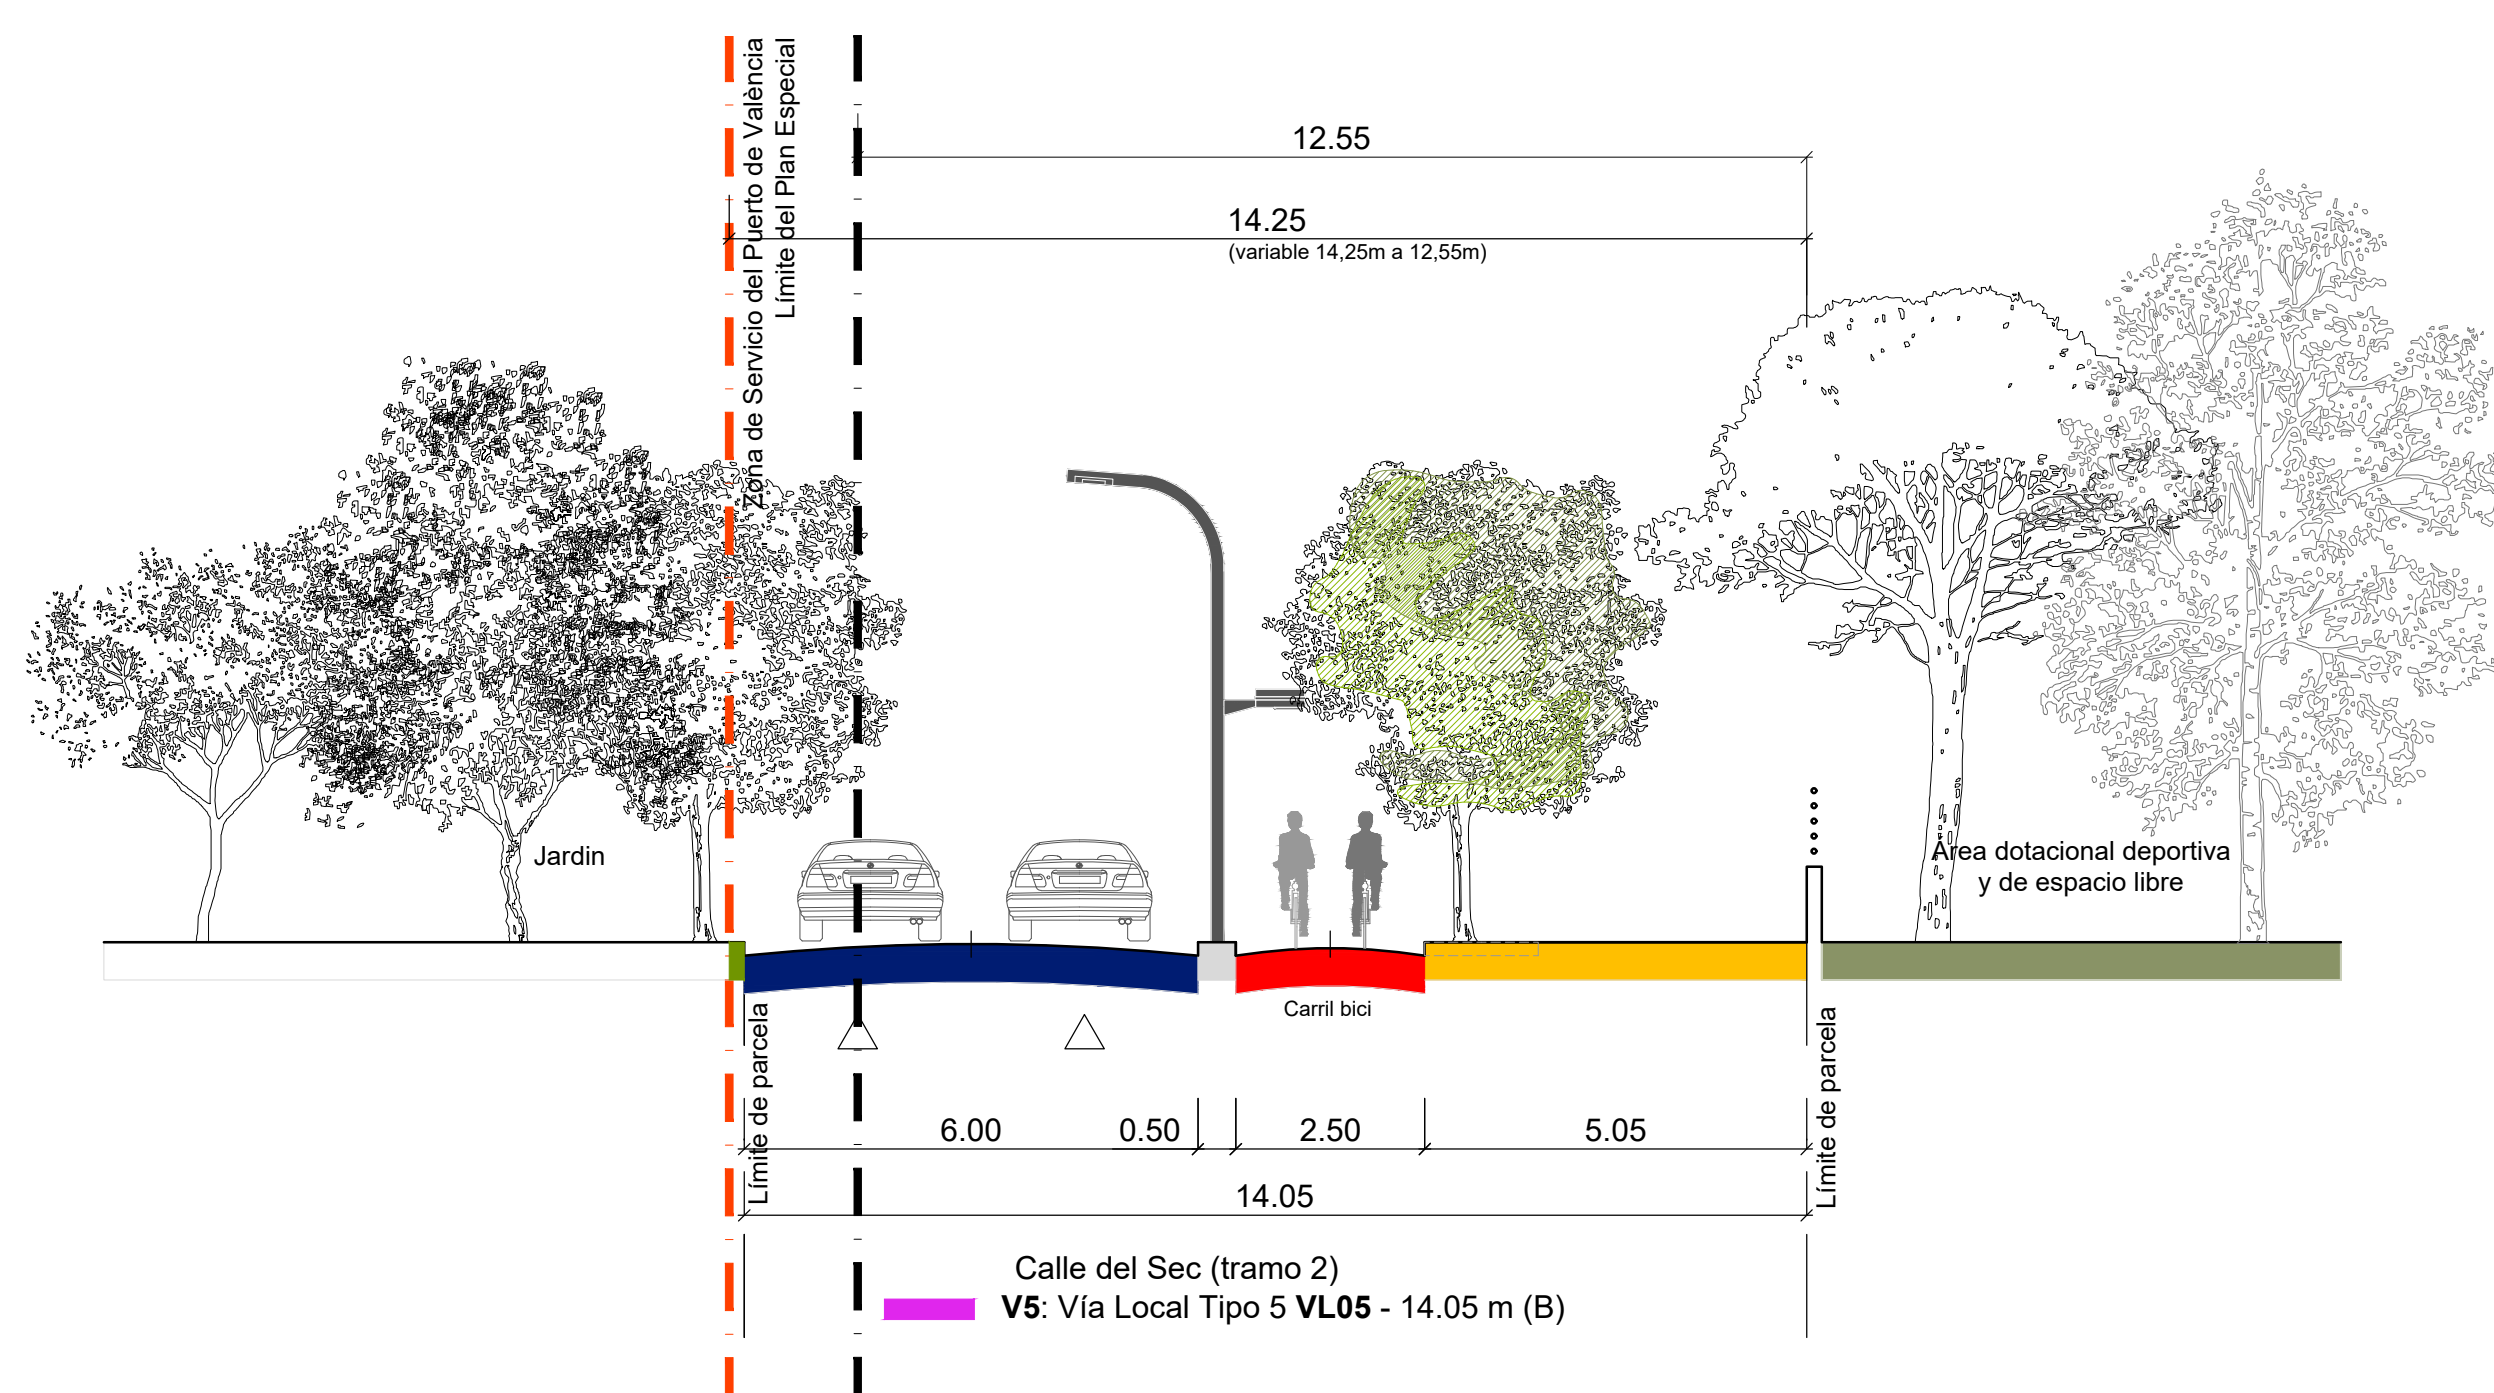 Zona de Servicio del Puerto de València
Límite del Plan Especial
12.55
14.25
(variable 14,25m a 12,55m)
Jardin
Área dotacional deportiva
y de espacio libre
Carril bici
Límite de parcela
Límite de parcela
6.00
0.50
2.50
5.05
14.05
Calle del Sec (tramo 2)
V5: Vía Local Tipo 5 VL05 - 14.05 m (B)